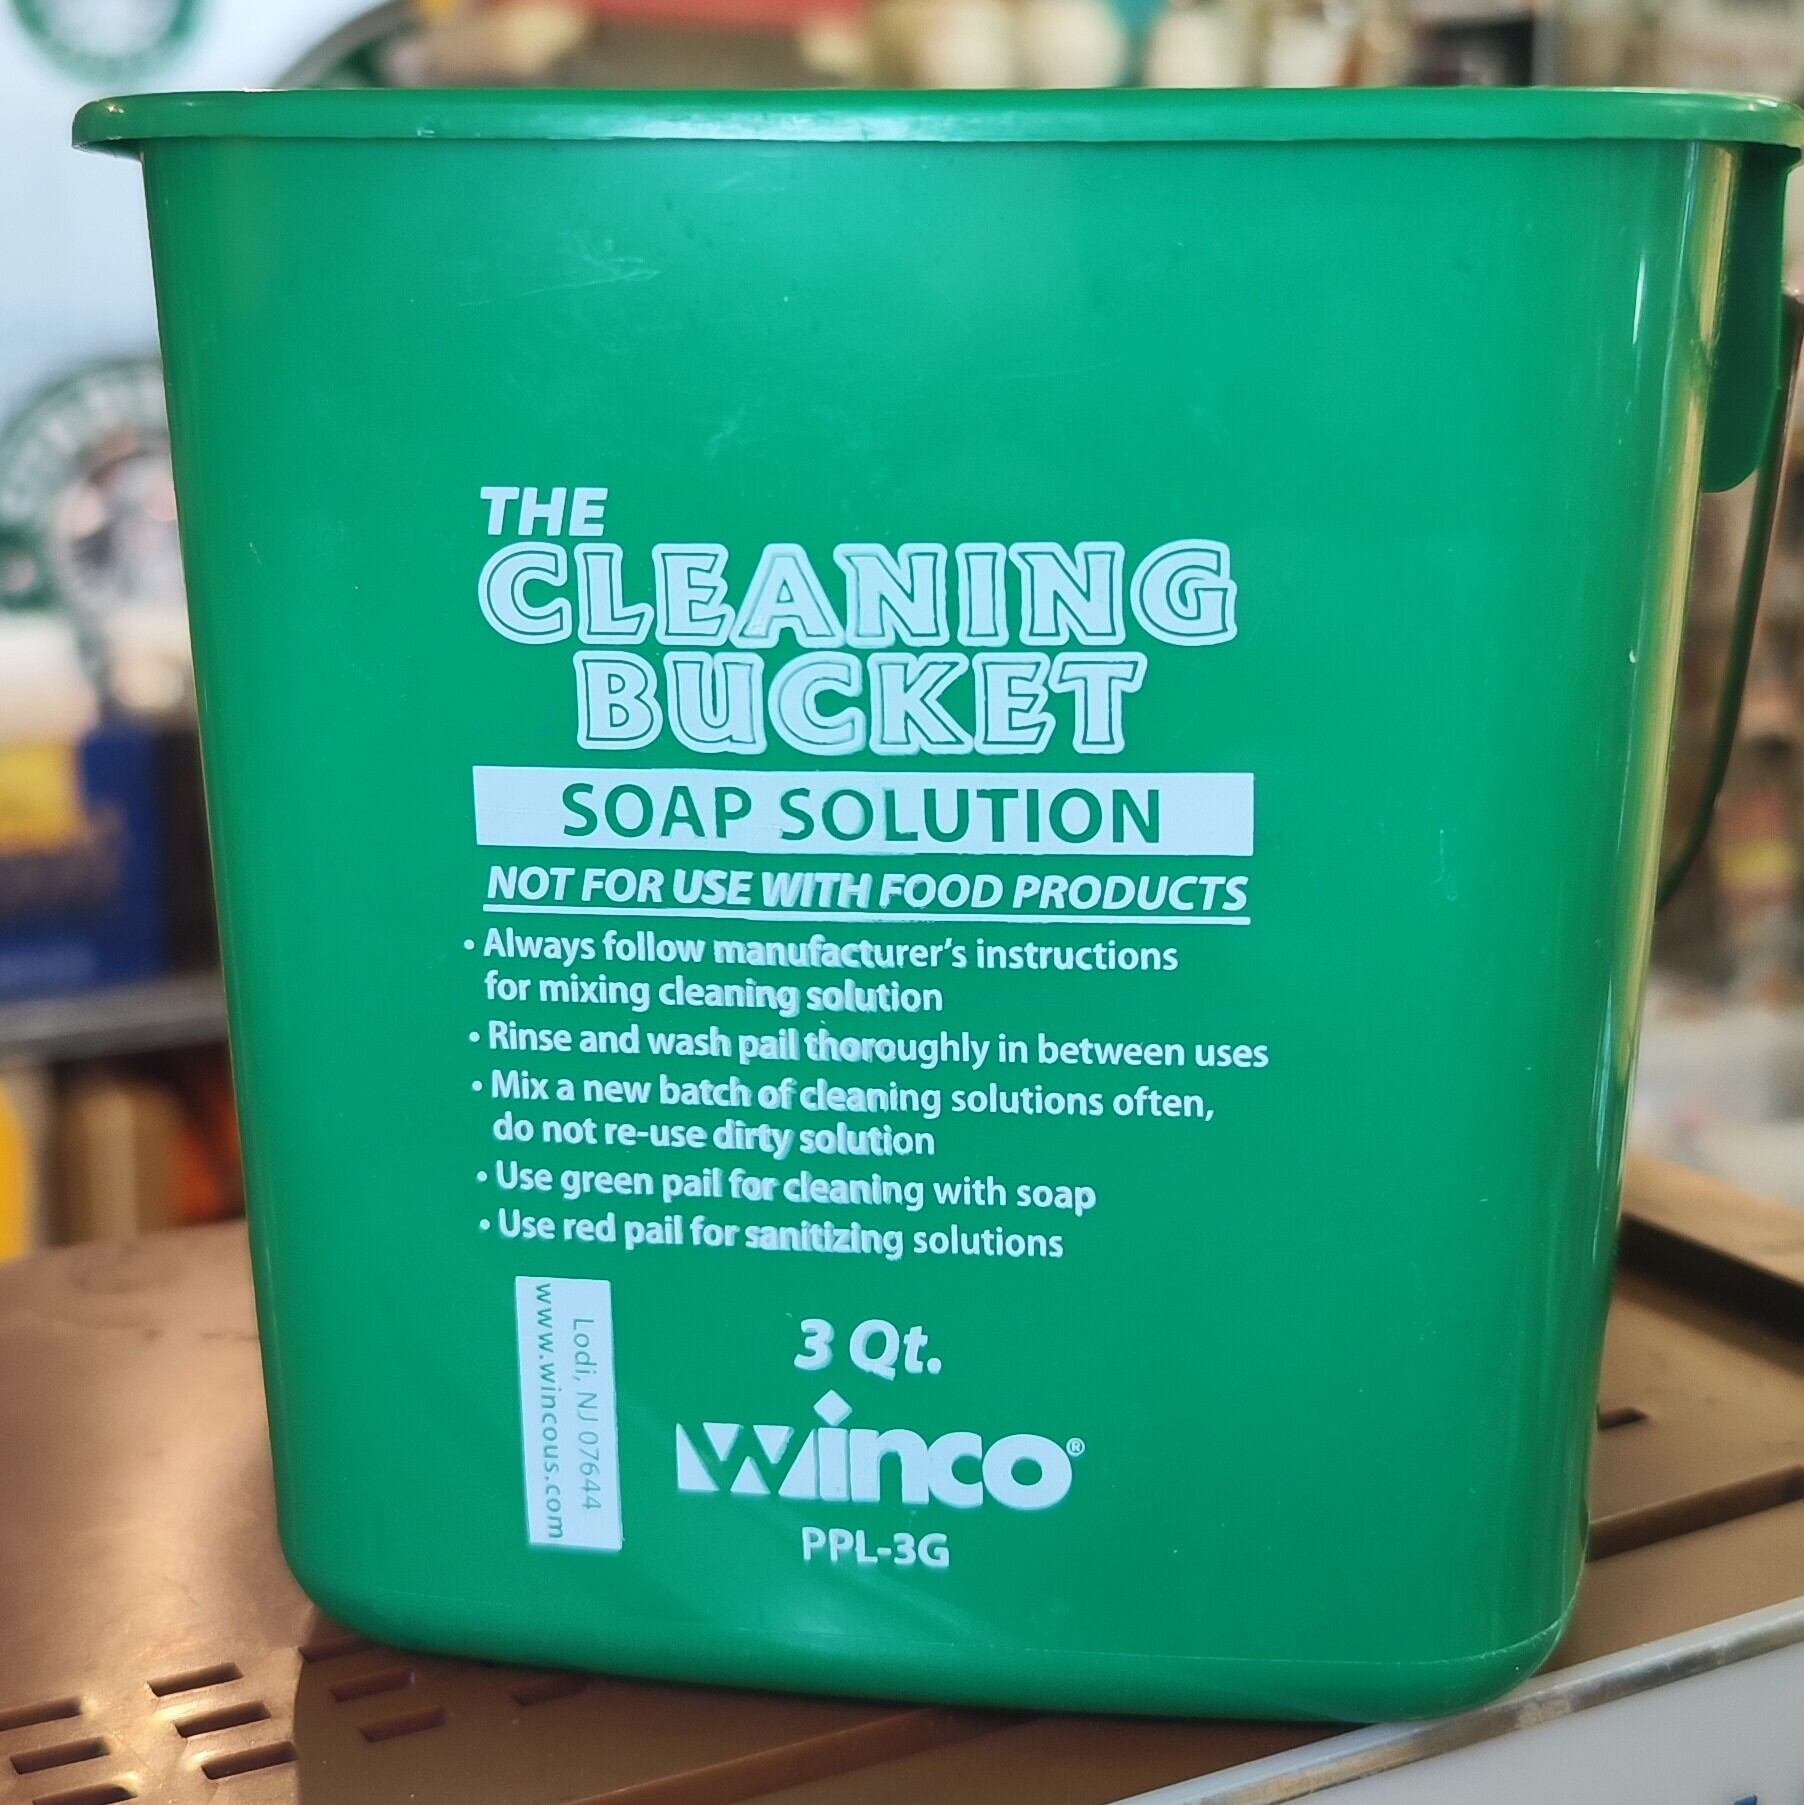 THE
CLEANING
BUCKET
SOAP SOLUTION
NOT FOR USE WITH FOOD PRODUCTS
• Always follow manufacturer's instructions
for mixing cleaning solution
• Rinse and wash pail thoroughly in between uses
• Mix a new batch of cleaning solutions often,
do not re-use dirty solution
• Use green pail for cleaning with soap
• Use red pail for sanitizing solutions
Lodi, NJ 07644
www.wincous.com
3 Qt.
winco®
PPL-3G